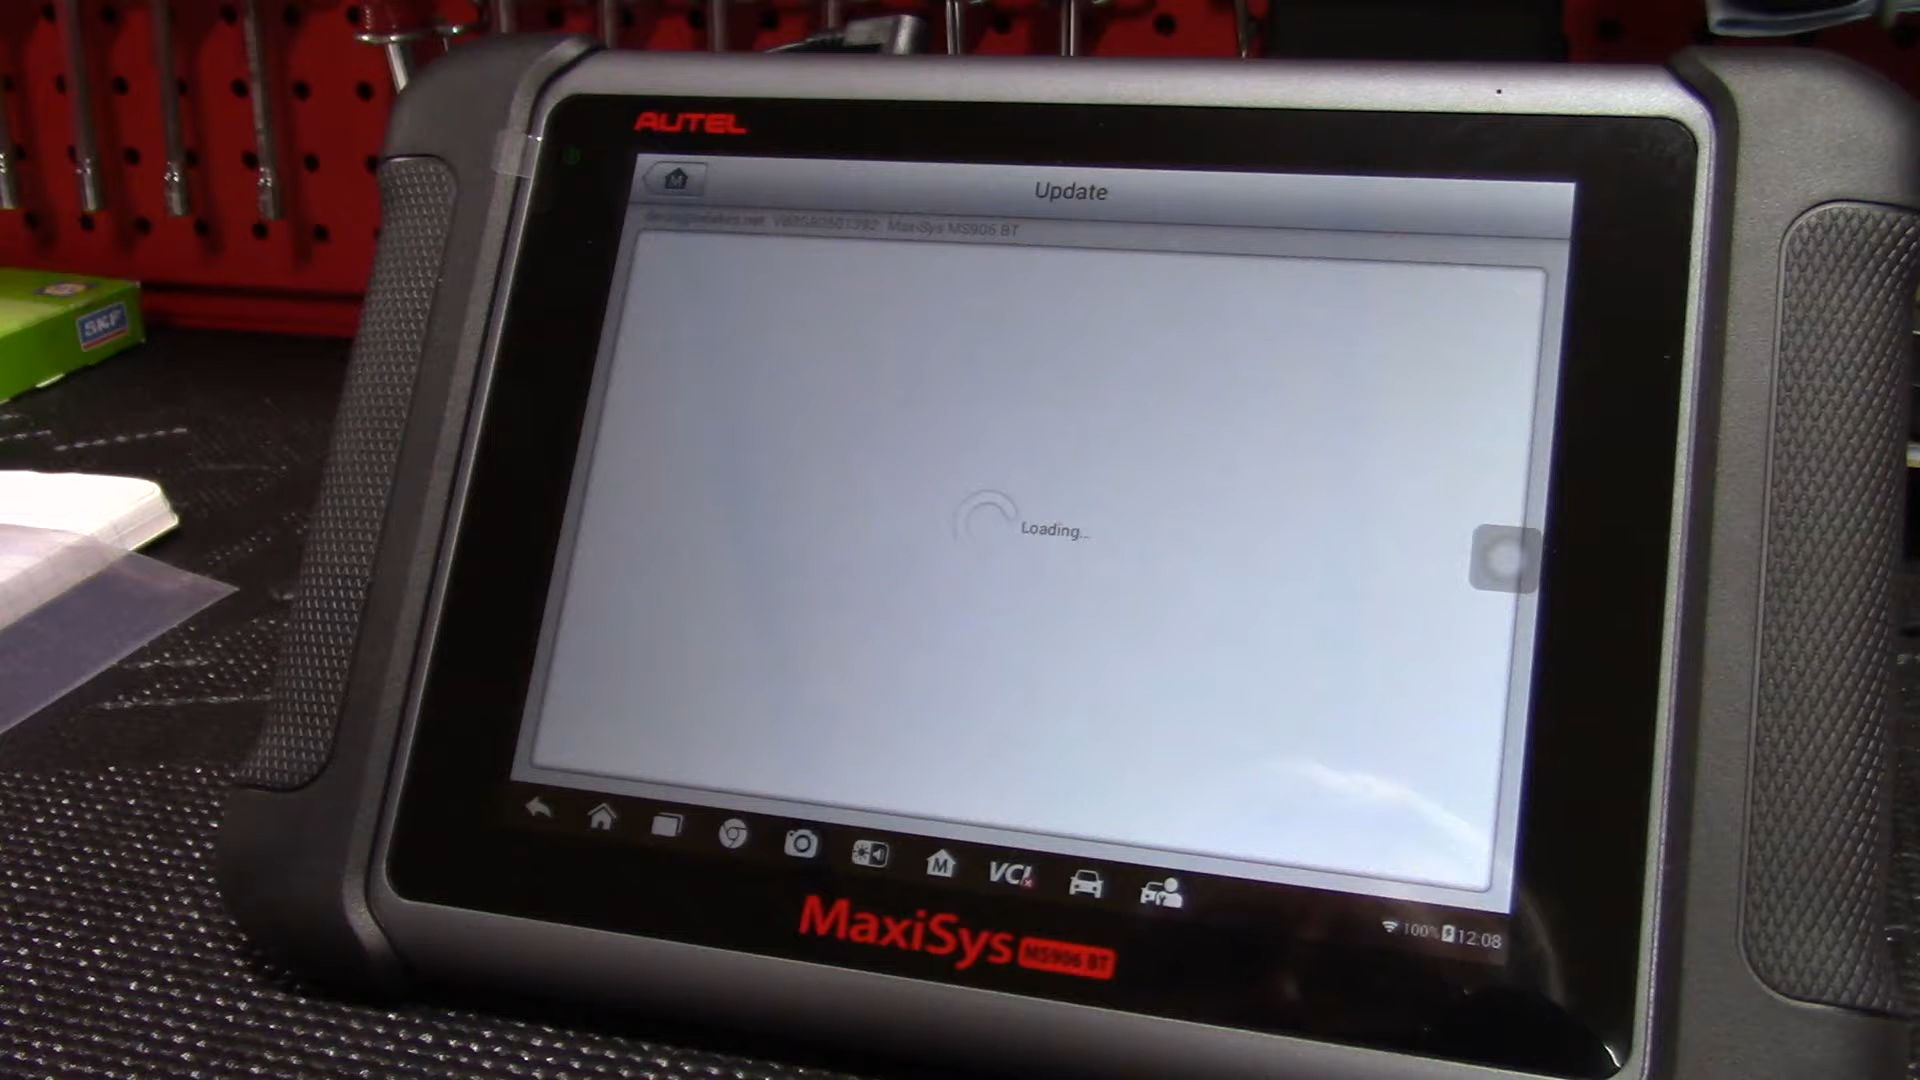 AUTEL
Update
MaxiSys MS906 BT
Loading...
SKF
M
VCI
100% 12:08
MaxiSys MS906 BT